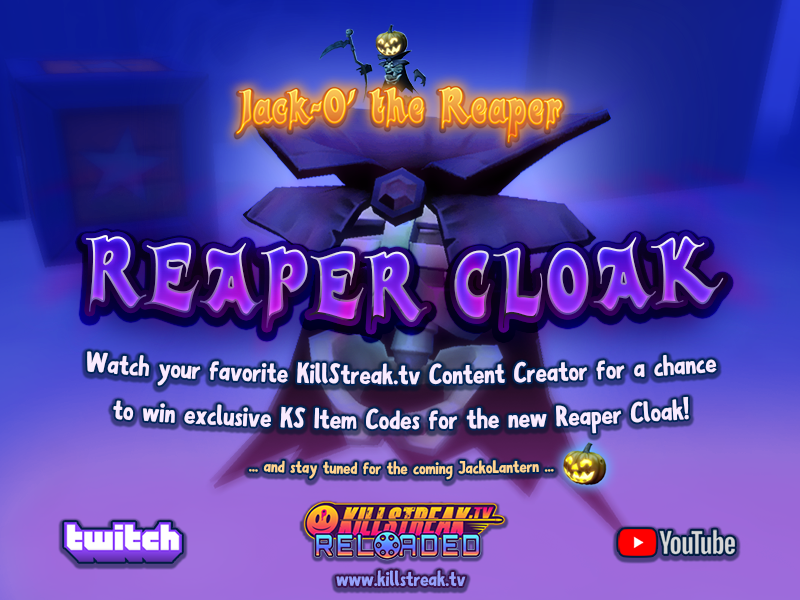 Jack-O' the Reaper
REAPER CLOAK
Watch your favorite KillStreak.tv Content Creator for a chance
to win exclusive KS Item Codes for the new Reaper Cloak!
... and stay tuned for the coming JackoLantern ...
twitch
KILLSTREAK.TV
RELOADED
YouTube
www.killstreak.tv